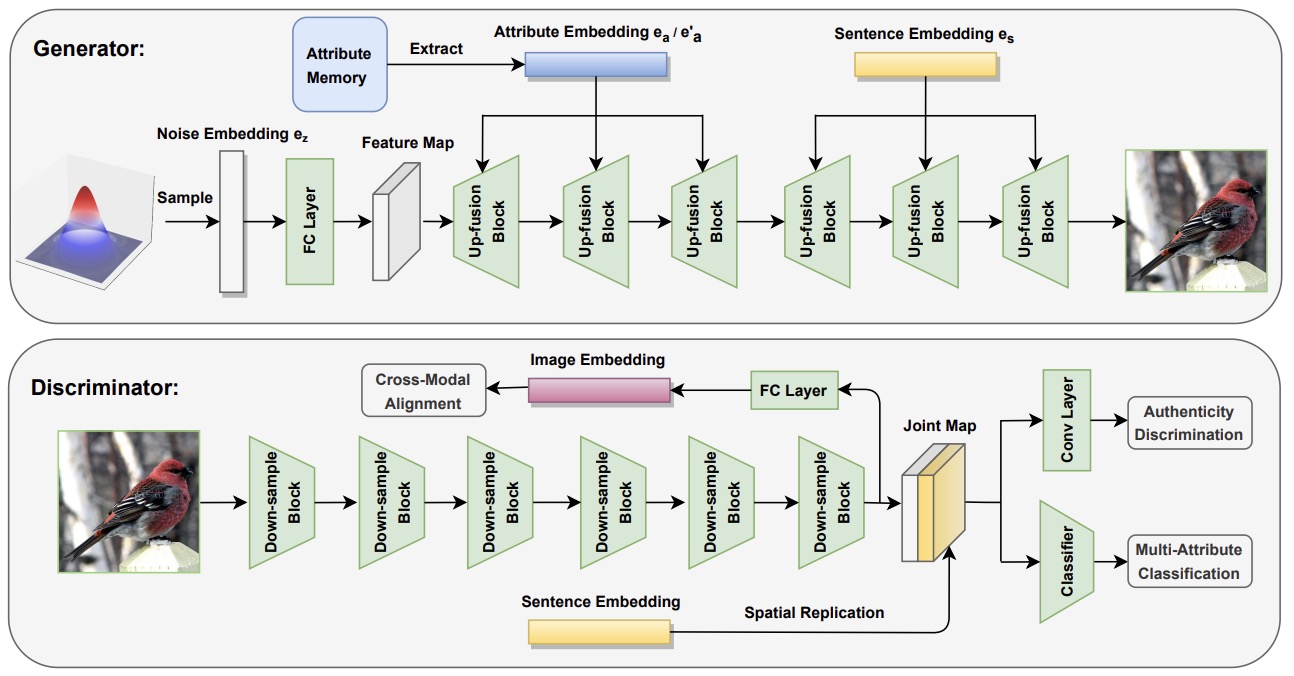 Generator:
Attribute
Memory
Extract
Attribute Embedding eₐ / e'ₐ
Sentence Embedding eₛ
Noise Embedding e_z
Feature Map
Sample
FC Layer
Up-fusion
Block
Up-fusion
Block
Up-fusion
Block
Up-fusion
Block
Up-fusion
Block
Up-fusion
Block
Discriminator:
Cross-Modal
Alignment
Image Embedding
FC Layer
Joint Map
Conv Layer
Authenticity
Discrimination
Down-sample
Block
Down-sample
Block
Down-sample
Block
Down-sample
Block
Down-sample
Block
Down-sample
Block
Classifier
Multi-Attribute
Classification
Sentence Embedding
Spatial Replication